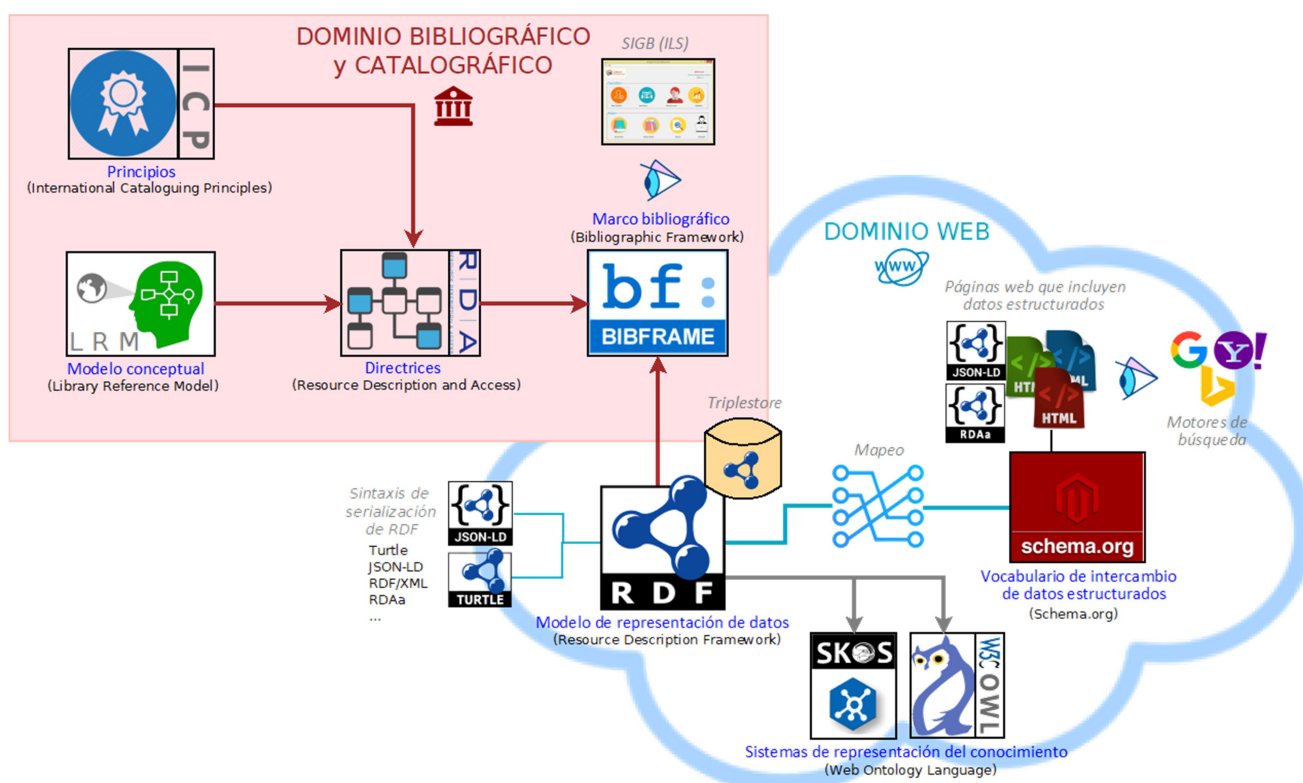 DOMINIO BIBLIOGRÁFICO
y CATALOGRÁFICO
SIGB (ILS)
ICP
Principios
(International Cataloguing Principles)
Marco bibliográfico
(Bibliographic Framework)
bf:
BIBFRAME
LRM
Modelo conceptual
(Library Reference Model)
RDA
Directrices
(Resource Description and Access)
DOMINIO WEB
WWW
Páginas web que incluyen
datos estructurados
{ }
JSON-LD
{ }
RDAa
</>
HT
</>
ML
</>
HTML
G
Y!
Motores de
búsqueda
Triplestore
Mapeo
Sintaxis de
serialización
de RDF
Turtle
JSON-LD
RDF/XML
RDAa
...
{ }
JSON-LD
TURTLE
RDF
Modelo de representación de datos
(Resource Description Framework)
schema.org
Vocabulario de intercambio
de datos estructurados
(Schema.org)
SKOS
W3C OWL
Sistemas de representación del conocimiento
(Web Ontology Language)